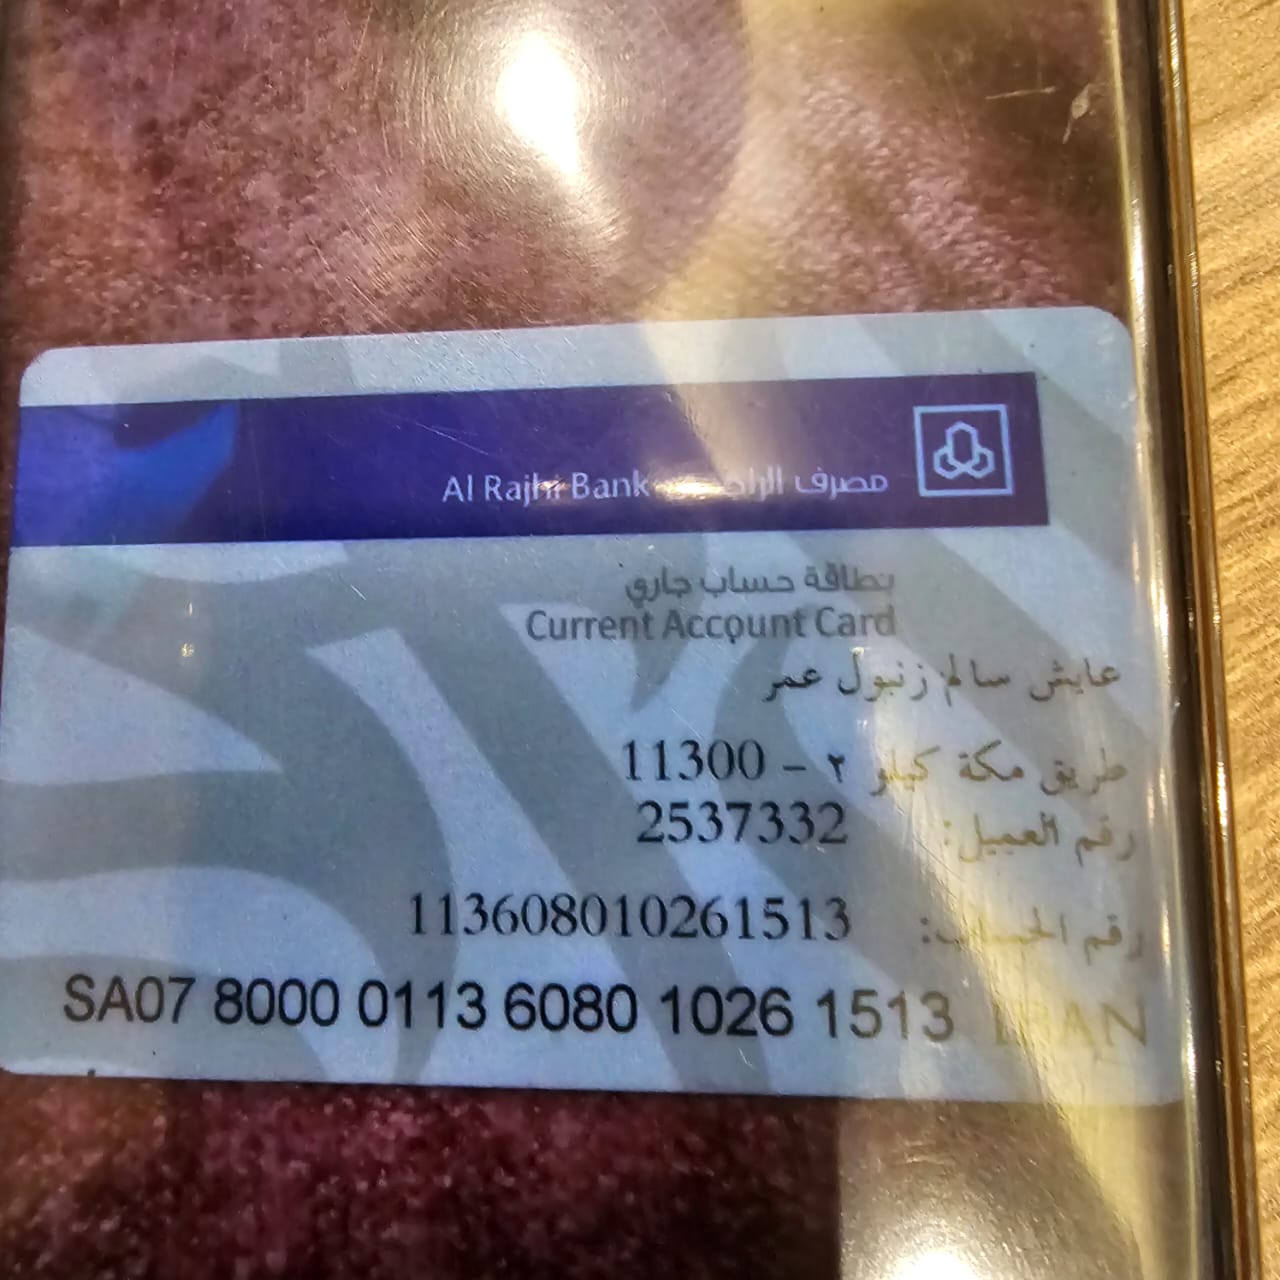 Al Rajhi Bank مصرف الراجحي
بطاقة حساب جاري
Current Account Card
عايش سالم زنبول عمر
طريق مكة كيلو ٢ - 11300
رقم العميل: 2537332
رقم الحساب: 113608010261513
SA07 8000 0113 6080 1026 1513 IBAN